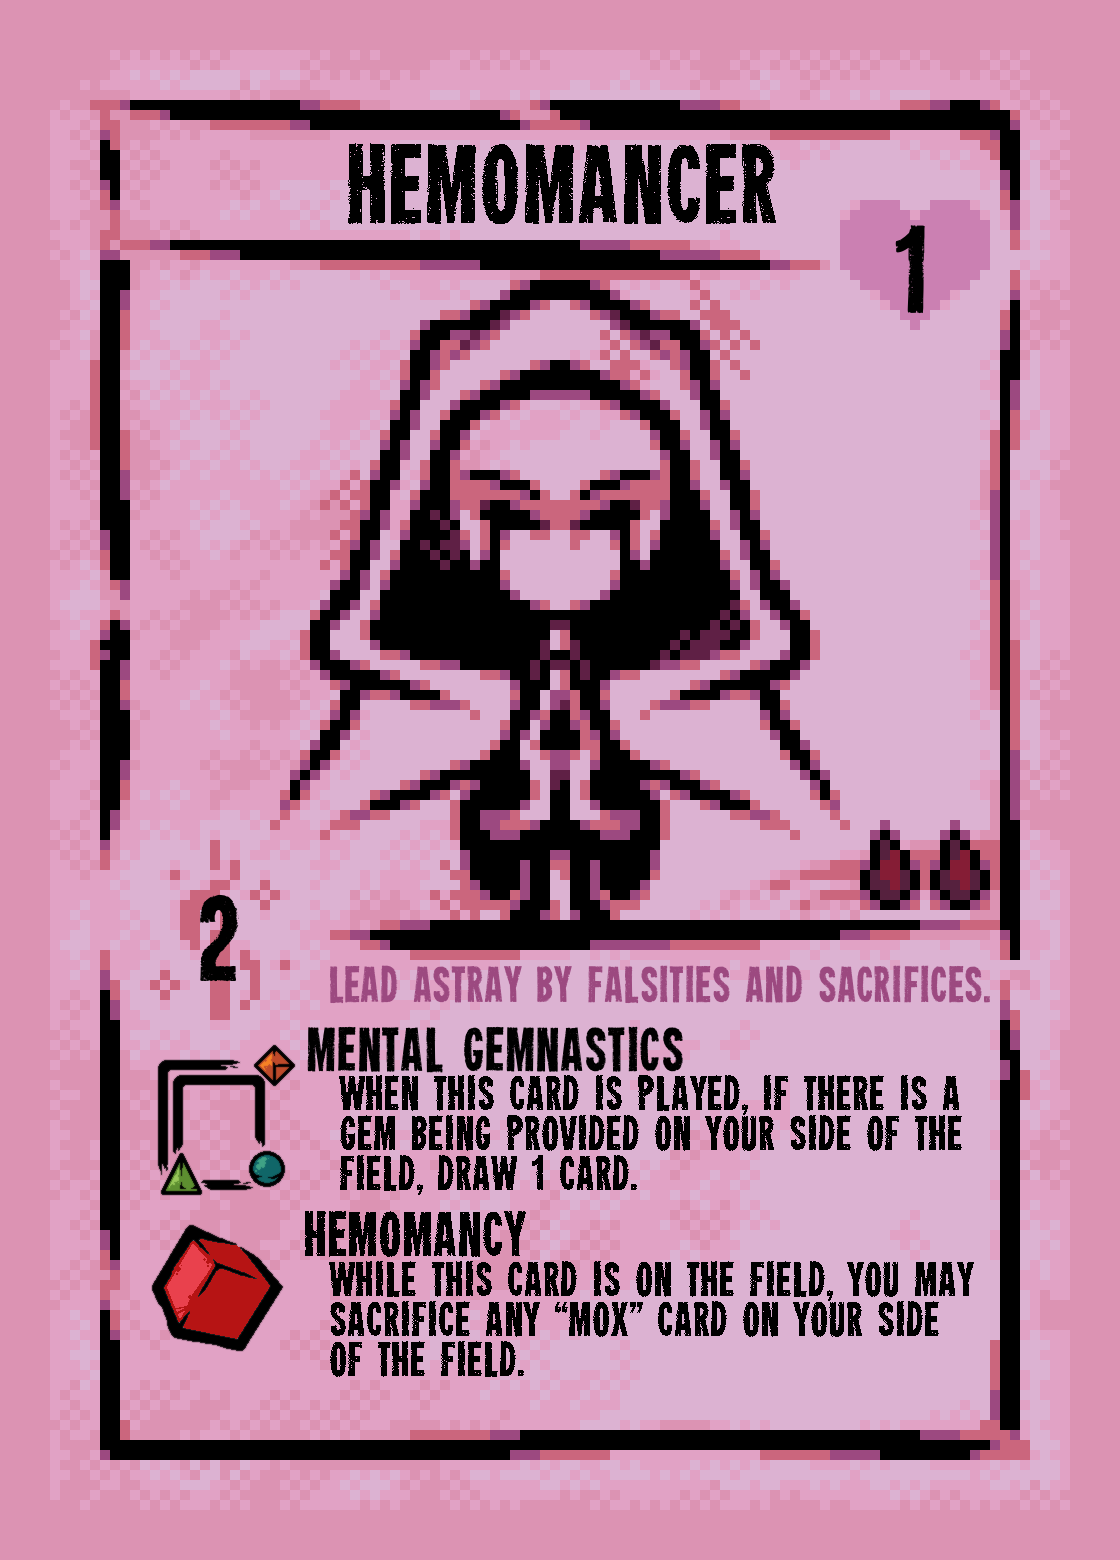 HEMOMANCER
1
2
LEAD ASTRAY BY FALSITIES AND SACRIFICES.
MENTAL GEMNASTICS
WHEN THIS CARD IS PLAYED, IF THERE IS A
GEM BEING PROVIDED ON YOUR SIDE OF THE
FIELD, DRAW 1 CARD.
HEMOMANCY
WHILE THIS CARD IS ON THE FIELD, YOU MAY
SACRIFICE ANY “MOX” CARD ON YOUR SIDE
OF THE FIELD.